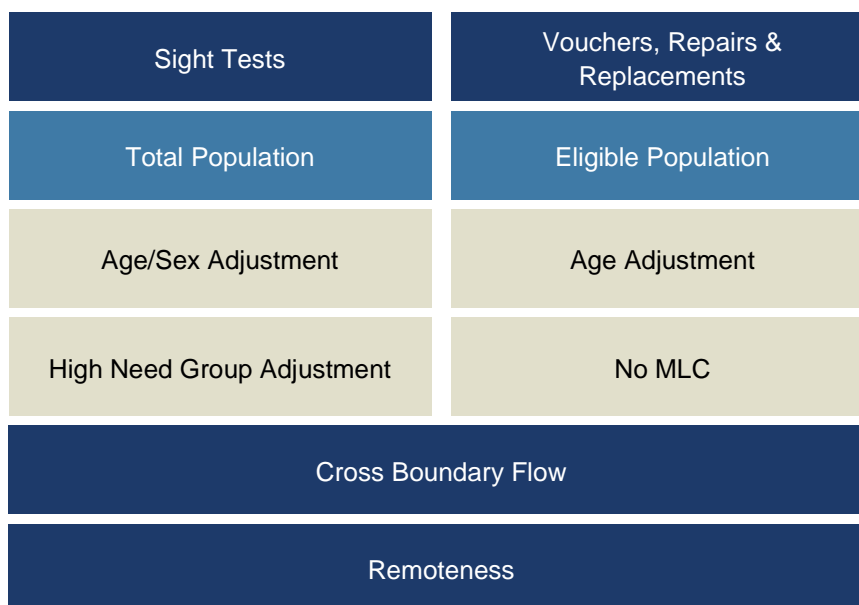 Sight Tests
Vouchers, Repairs &
Replacements
Total Population
Eligible Population
Age/Sex Adjustment
Age Adjustment
High Need Group Adjustment
No MLC
Cross Boundary Flow
Remoteness